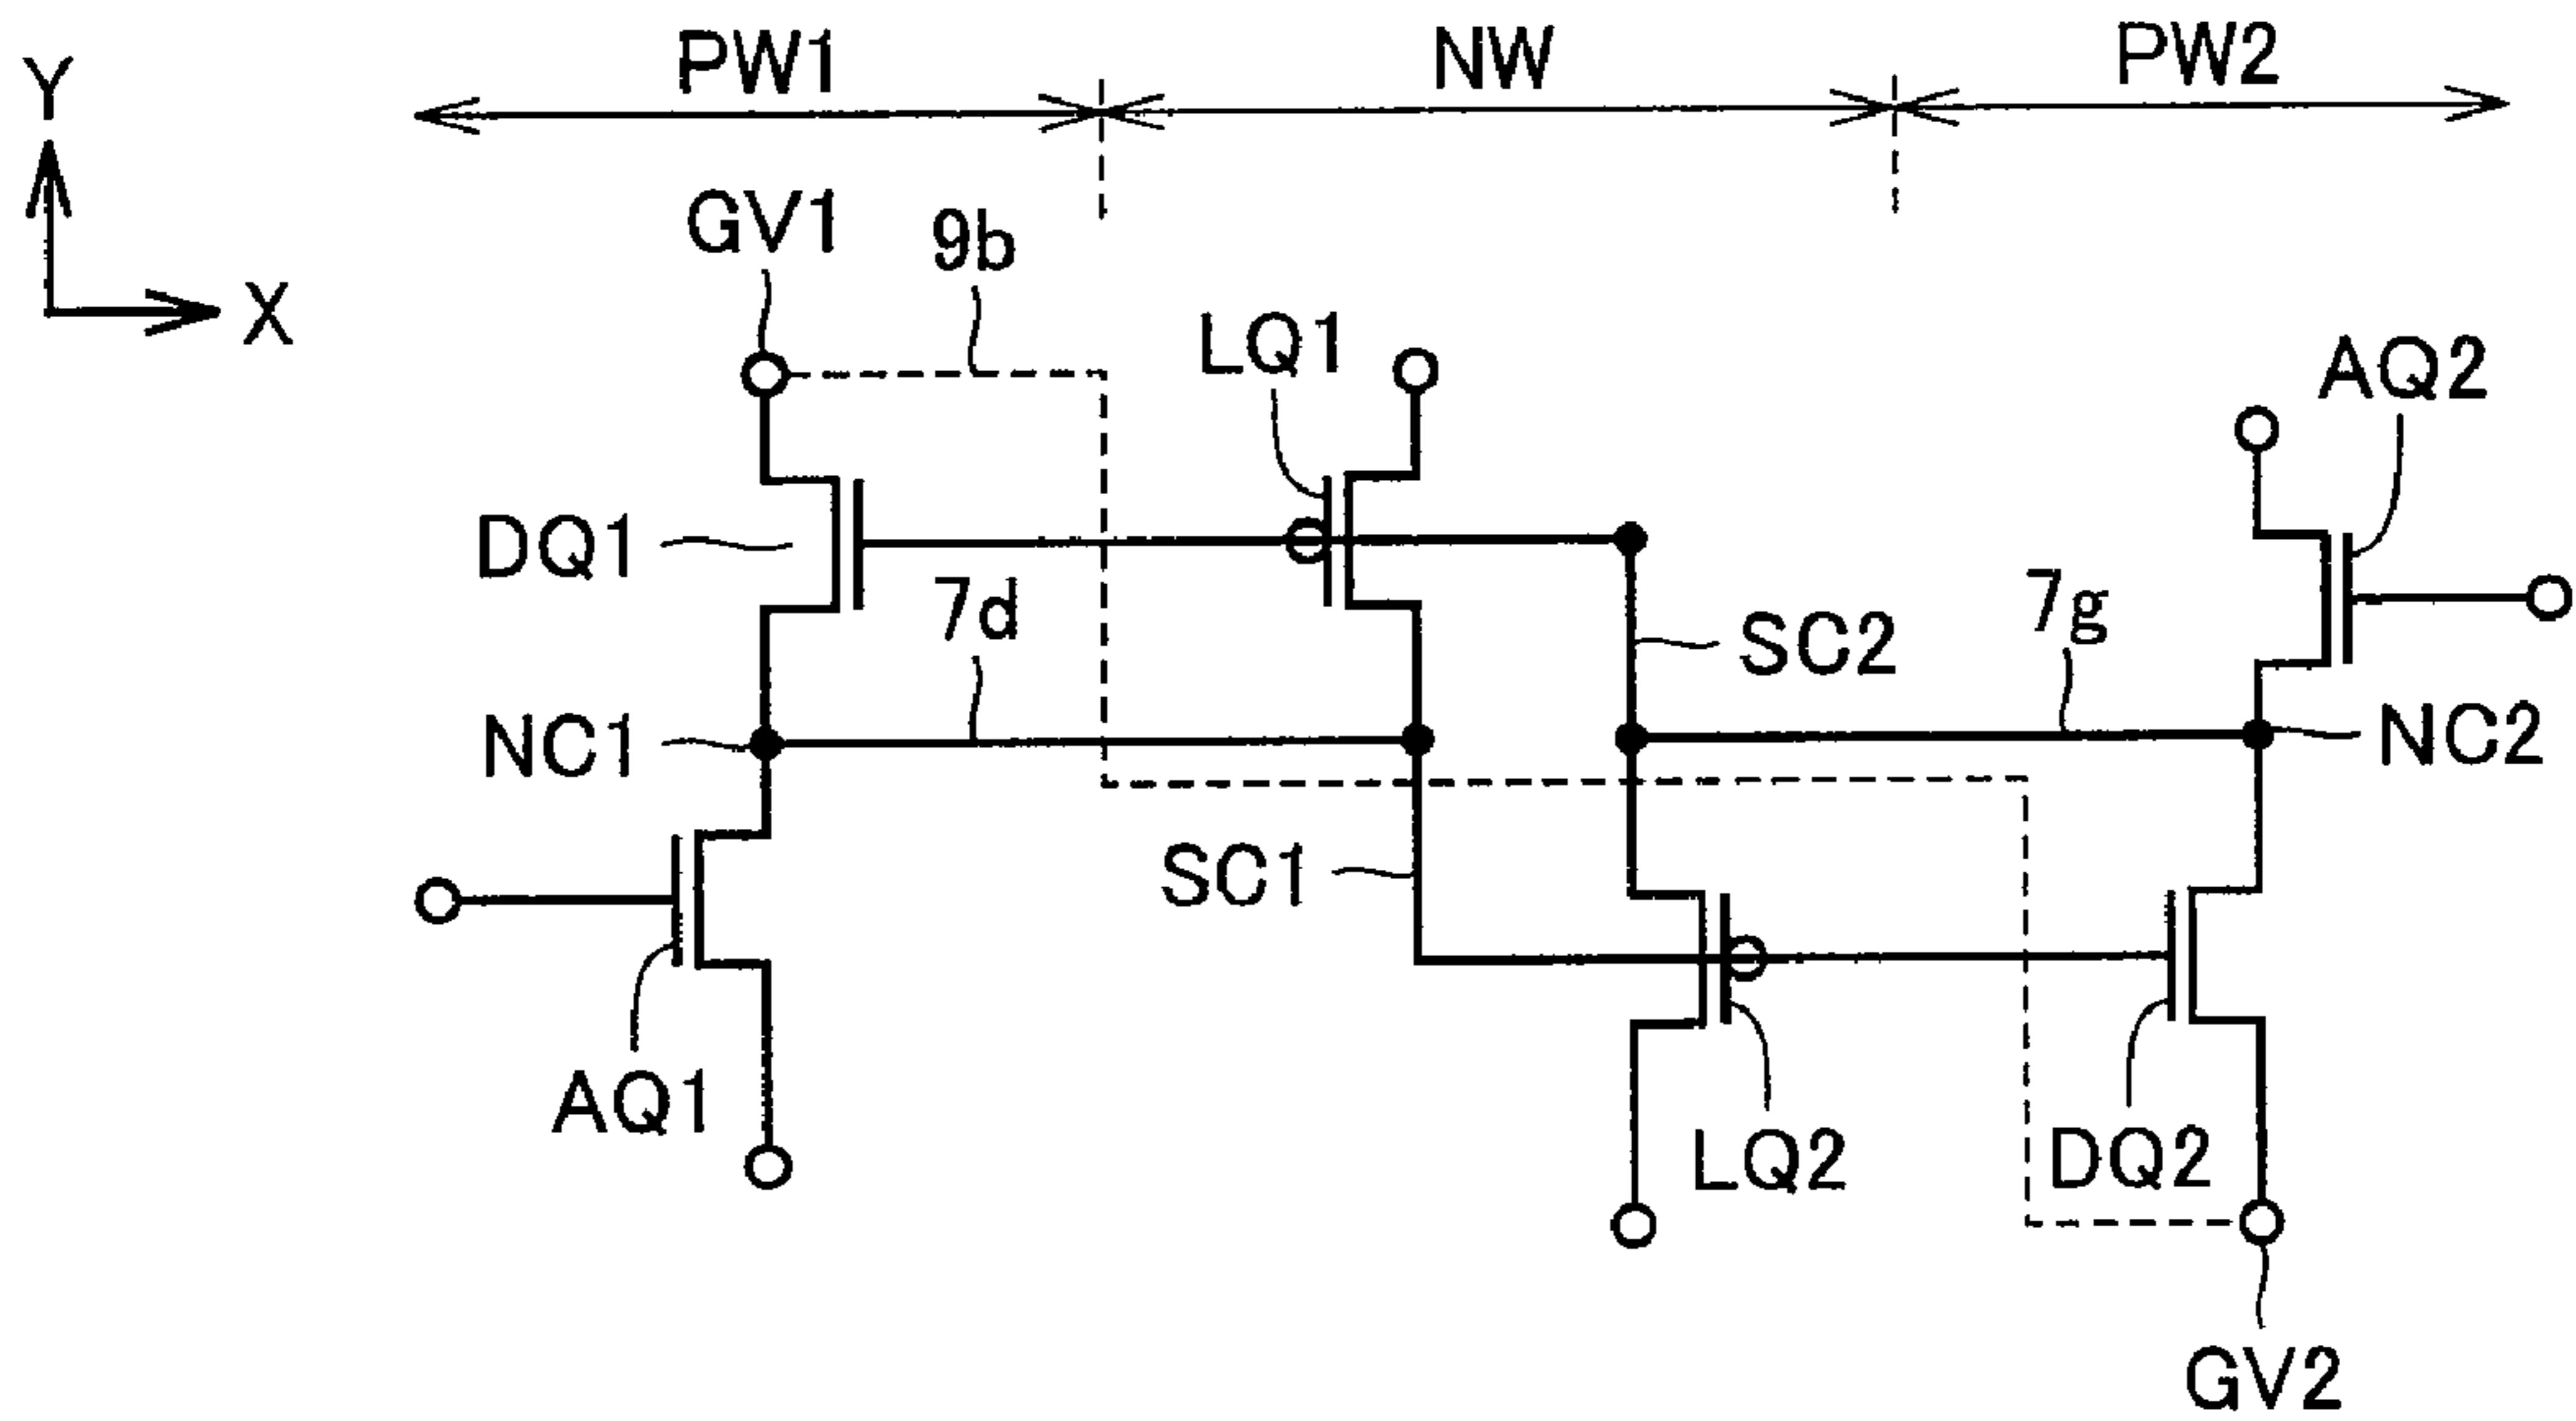 PW1 NW PW2
Y
GV1 9b
X LQ1
AQ2
DQ1
7d 7g
SC2
NC1 NC2
SC1
AQ1
LQ2 DQ2
GV2